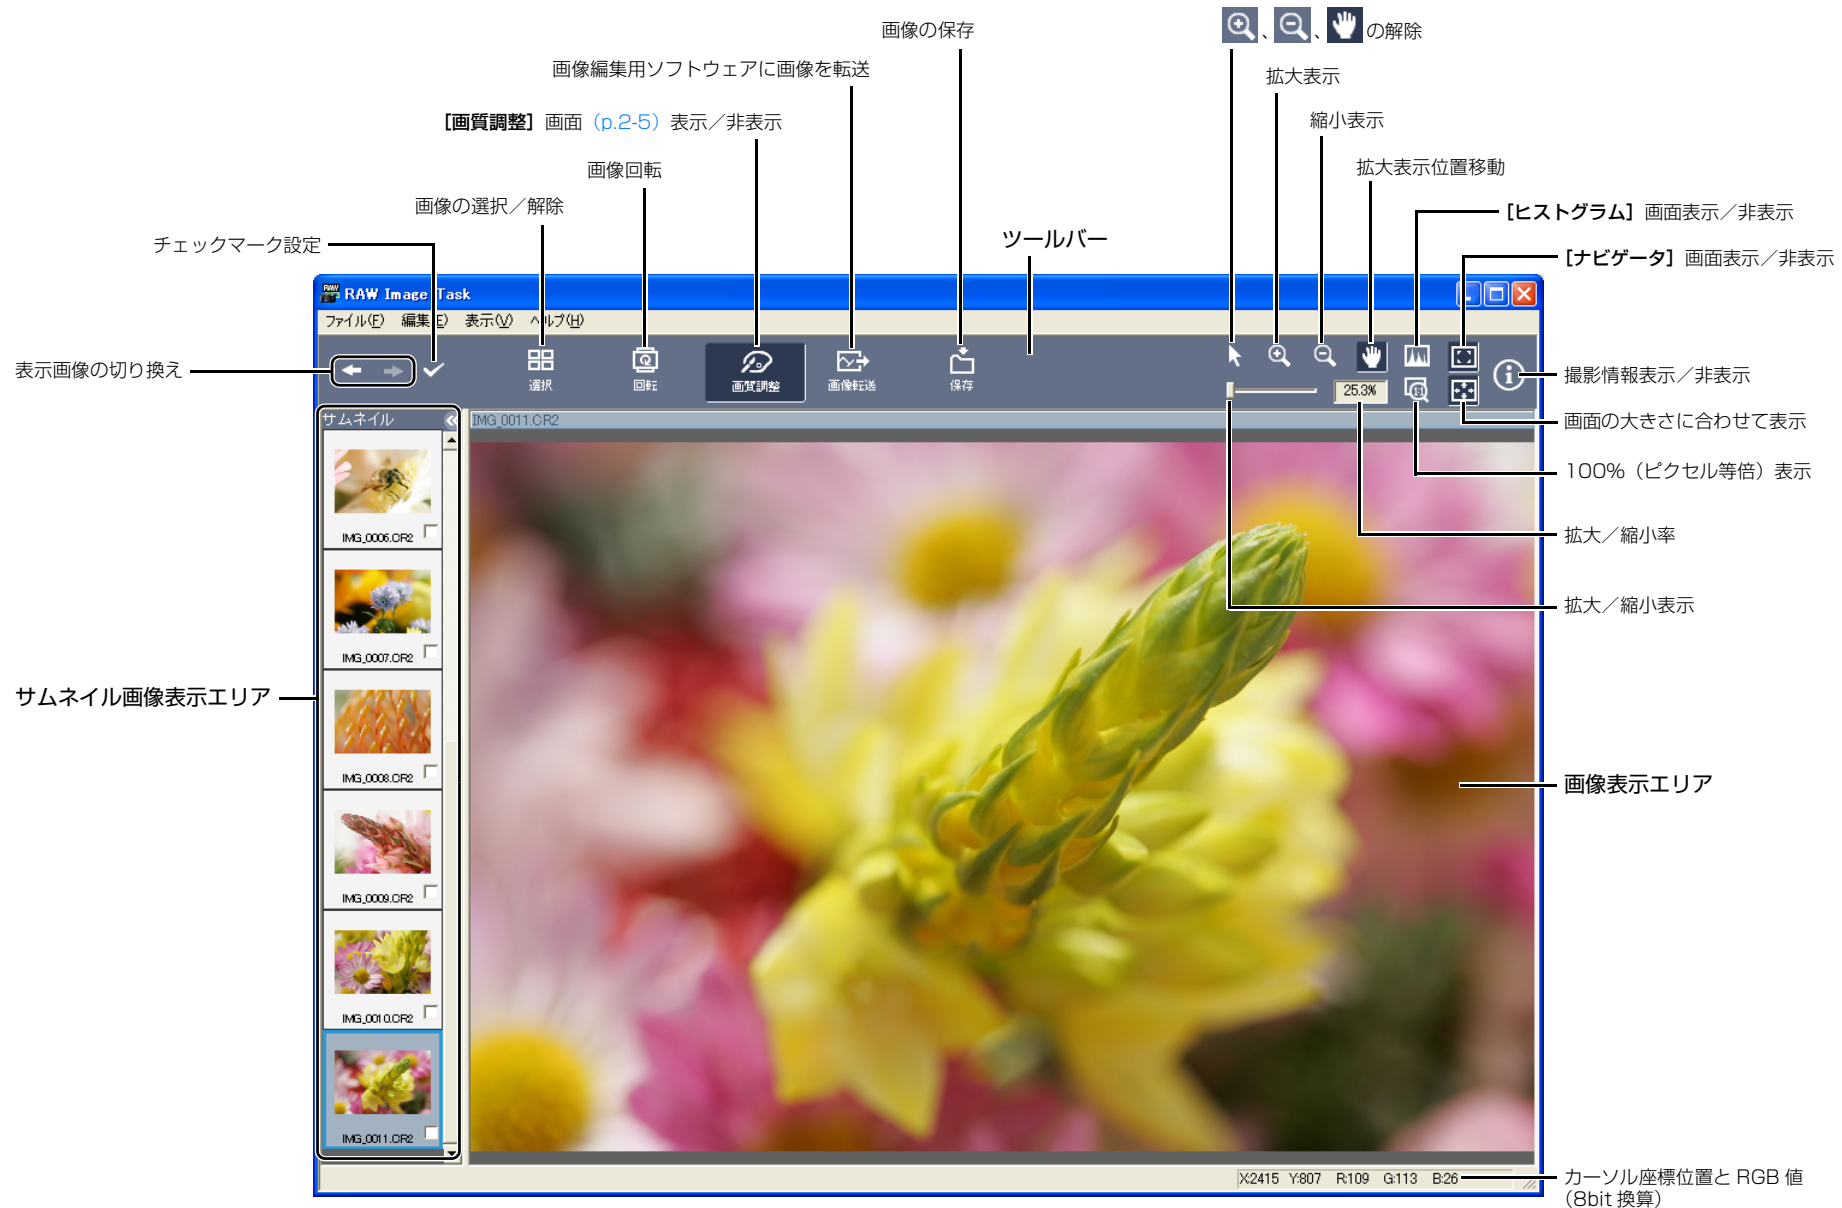 画像の保存
、 、 の解除
画像編集用ソフトウェアに画像を転送
拡大表示
[画質調整] 画面（p.2-5）表示／非表示
縮小表示
画像回転
拡大表示位置移動
画像の選択／解除
[ヒストグラム] 画面表示／非表示
チェックマーク設定
ツールバー
[ナビゲータ] 画面表示／非表示
RAW Image Task
ファイル(F) 編集(E) 表示(V) ヘルプ(H)
表示画像の切り換え
選択
回転
画質調整
画像転送
保存
25.3%
1:1
撮影情報表示／非表示
画面の大きさに合わせて表示
100%（ピクセル等倍）表示
拡大／縮小率
拡大／縮小表示
サムネイル
IMG_0011.CR2
IMG_0006.CR2
IMG_0007.CR2
サムネイル画像表示エリア
IMG_0008.CR2
画像表示エリア
IMG_0009.CR2
IMG_0010.CR2
IMG_0011.CR2
X:2415 Y:807 R:109 G:113 B:26
カーソル座標位置と RGB 値
（8bit 換算）